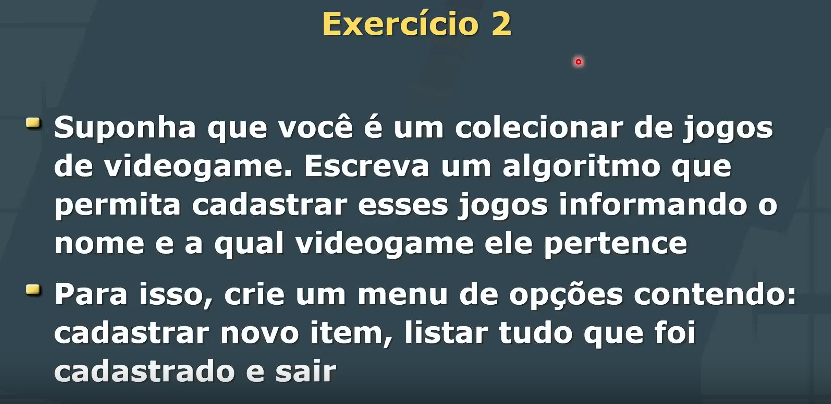 Exercício 2
Suponha que você é um colecionar de jogos
de videogame. Escreva um algoritmo que
permita cadastrar esses jogos informando o
nome e a qual videogame ele pertence
Para isso, crie um menu de opções contendo:
cadastrar novo item, listar tudo que foi
cadastrado e sair